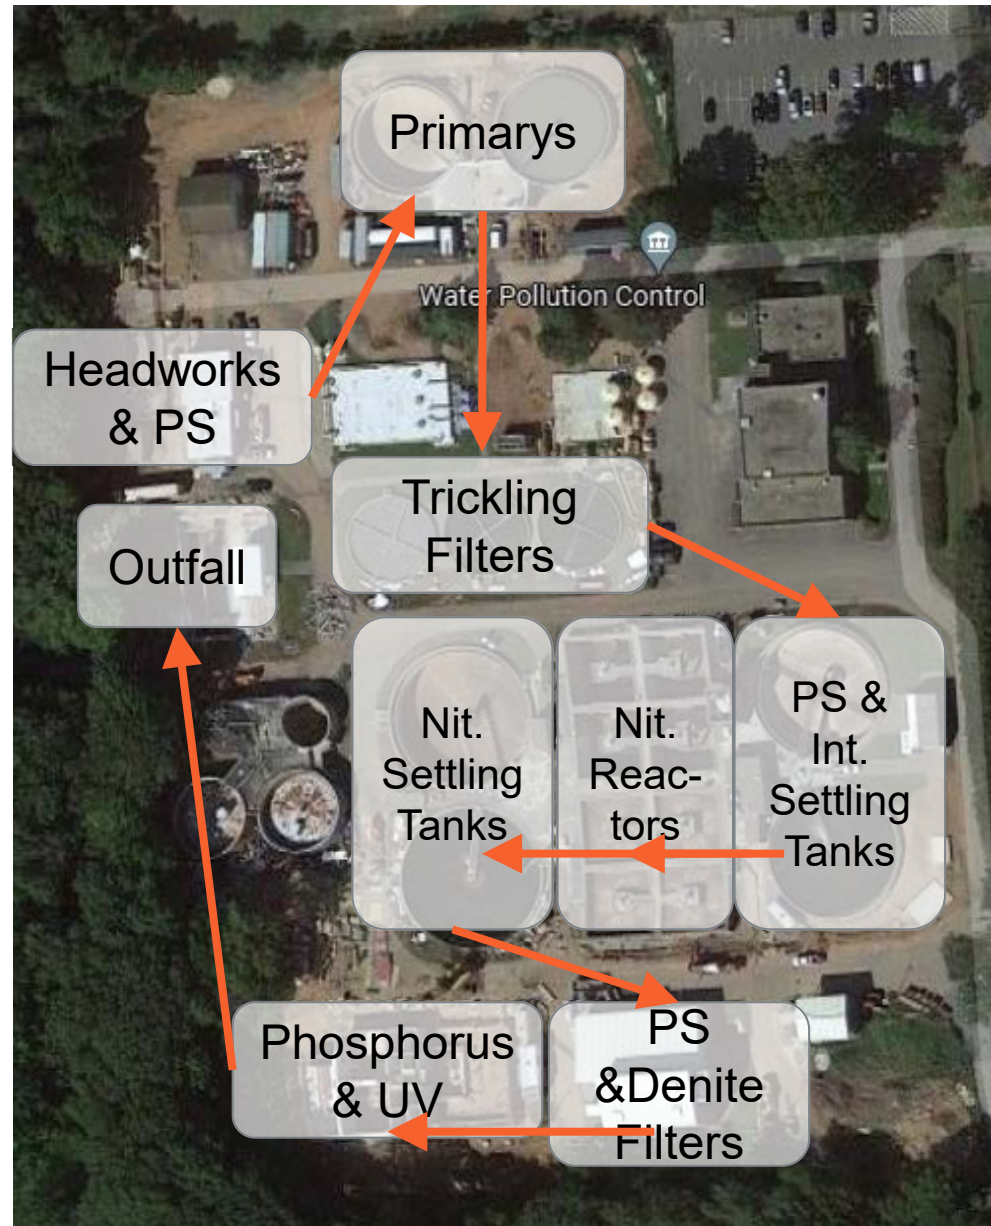 Primarys
Water Pollution Control
Headworks
& PS
Trickling
Filters
Outfall
Nit.
Settling
Tanks
Nit.
Reac-
tors
PS &
Int.
Settling
Tanks
Phosphorus
& UV
PS
&Denite
Filters